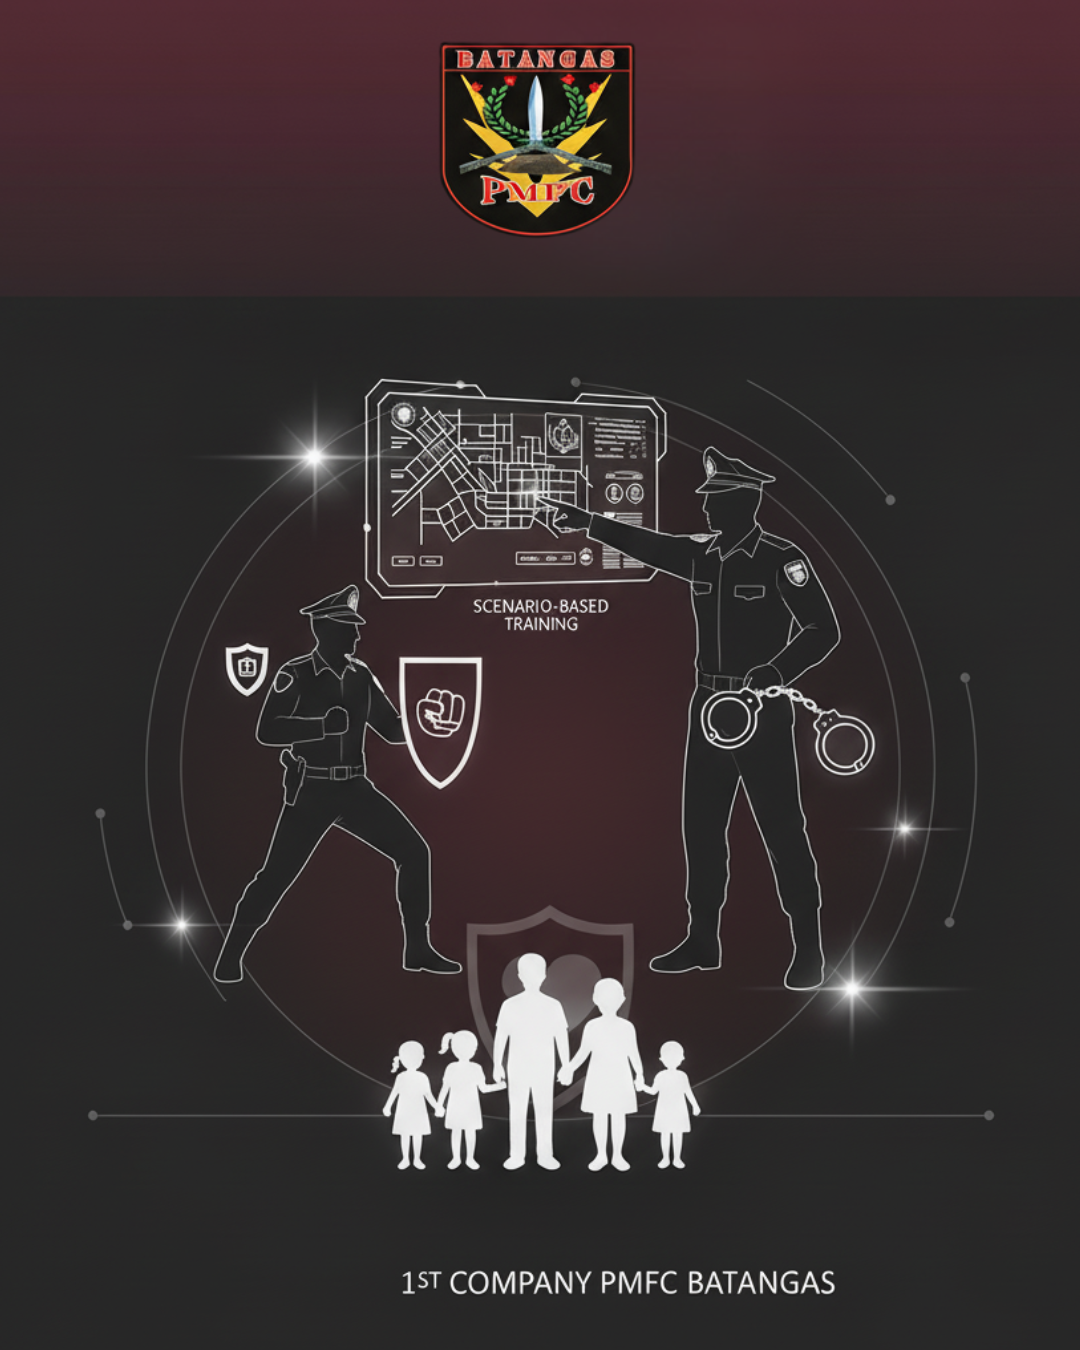 BATANGAS
PMFC
SCENARIO-BASED
TRAINING
1ST COMPANY PMFC BATANGAS